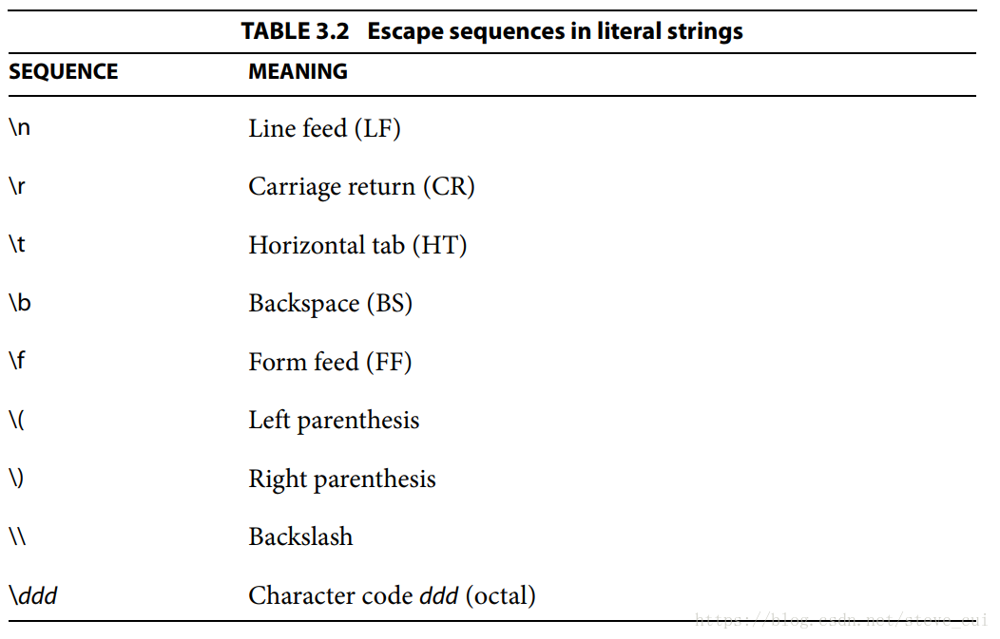 TABLE 3.2 Escape sequences in literal strings
SEQUENCE MEANING
\n Line feed (LF)
\r Carriage return (CR)
\t Horizontal tab (HT)
\b Backspace (BS)
\f Form feed (FF)
\( Left parenthesis
\) Right parenthesis
\\ Backslash
\ddd Character code ddd (octal)
https://blog.csdn.net/steve_cui